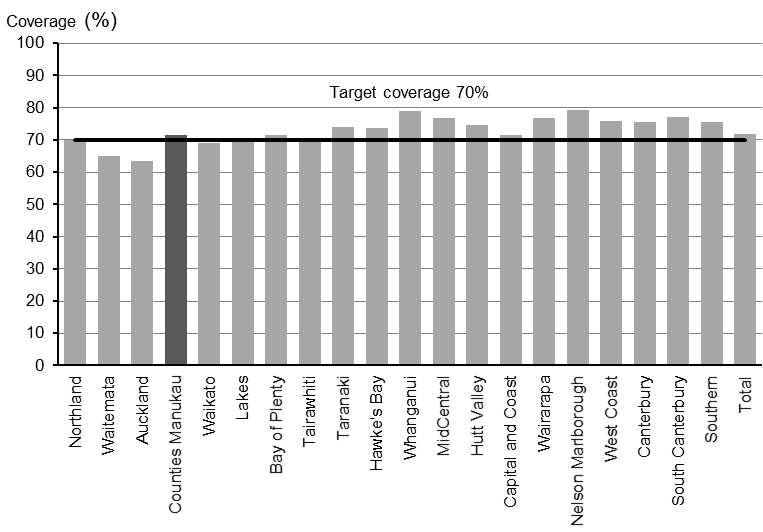 Coverage (%)
100
90
80
70
60
50
40
30
20
10
0
Target coverage 70%
Northland
Waitemata
Auckland
Counties Manukau
Waikato
Lakes
Bay of Plenty
Tairawhiti
Taranaki
Hawke's Bay
Whanganui
MidCentral
Hutt Valley
Capital and Coast
Wairarapa
Nelson Marlborough
West Coast
Canterbury
South Canterbury
Southern
Total